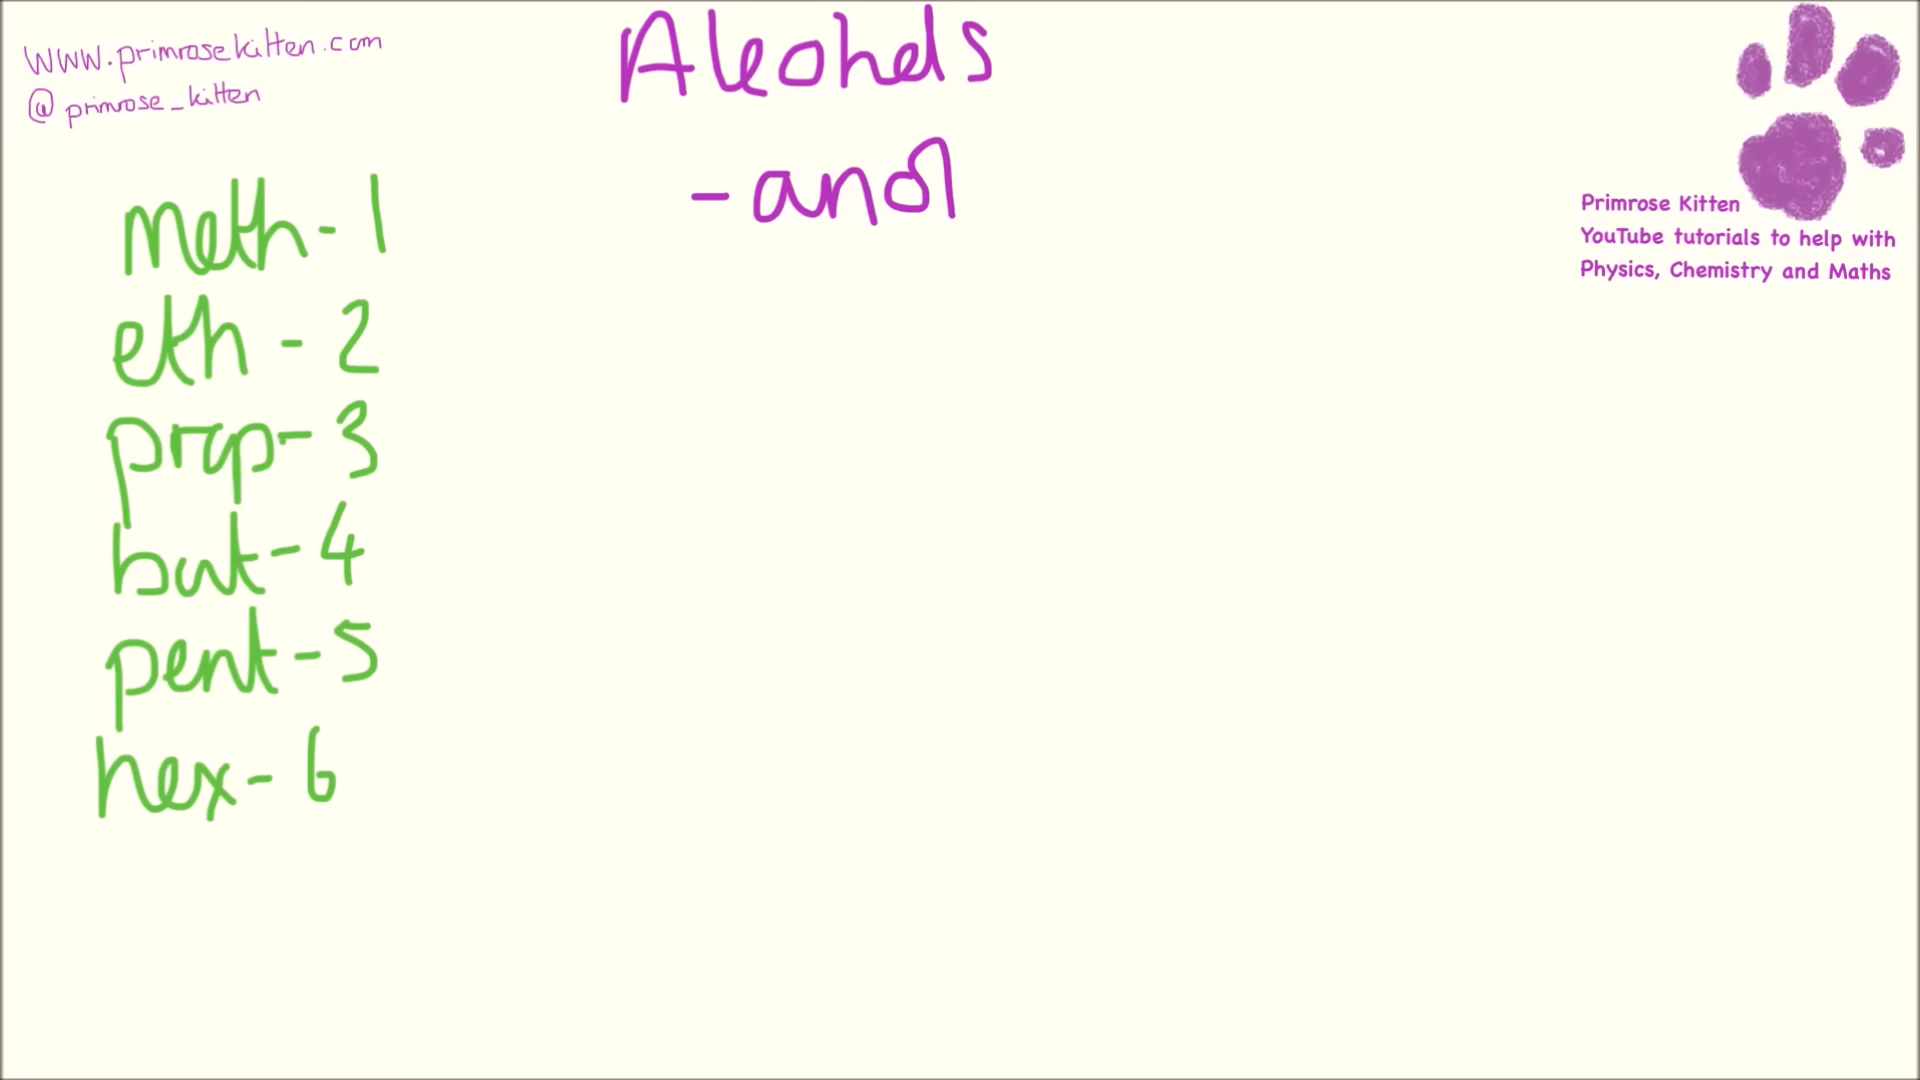 www.primrosekitten.com
@primrose_kitten
Alcohols
-anol
meth-1
eth-2
prop-3
but-4
pent-5
hex-6
Primrose Kitten
YouTube tutorials to help with
Physics, Chemistry and Maths